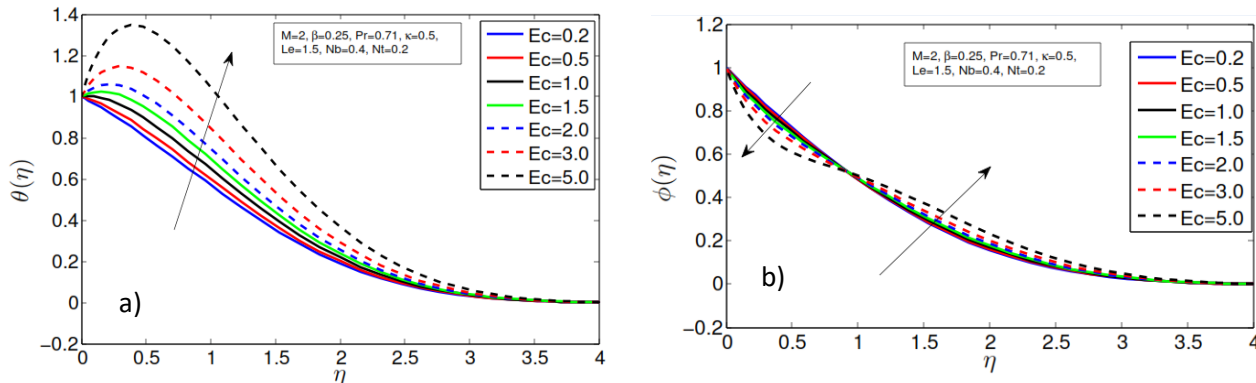 1.4
1.2
1
0.8
0.6
0.4
0.2
0
−0.2
θ(η)
M=2, β=0.25, Pr=0.71, κ=0.5,
Le=1.5, Nb=0.4, Nt=0.2
Ec=0.2
Ec=0.5
Ec=1.0
Ec=1.5
Ec=2.0
Ec=3.0
Ec=5.0
a)
0 0.5 1 1.5 2 2.5 3 3.5 4
η
1.2
1
0.8
0.6
0.4
0.2
0
−0.2
ϕ(η)
M=2, β=0.25, Pr=0.71, κ=0.5,
Le=1.5, Nb=0.4, Nt=0.2
Ec=0.2
Ec=0.5
Ec=1.0
Ec=1.5
Ec=2.0
Ec=3.0
Ec=5.0
b)
0 0.5 1 1.5 2 2.5 3 3.5 4
η